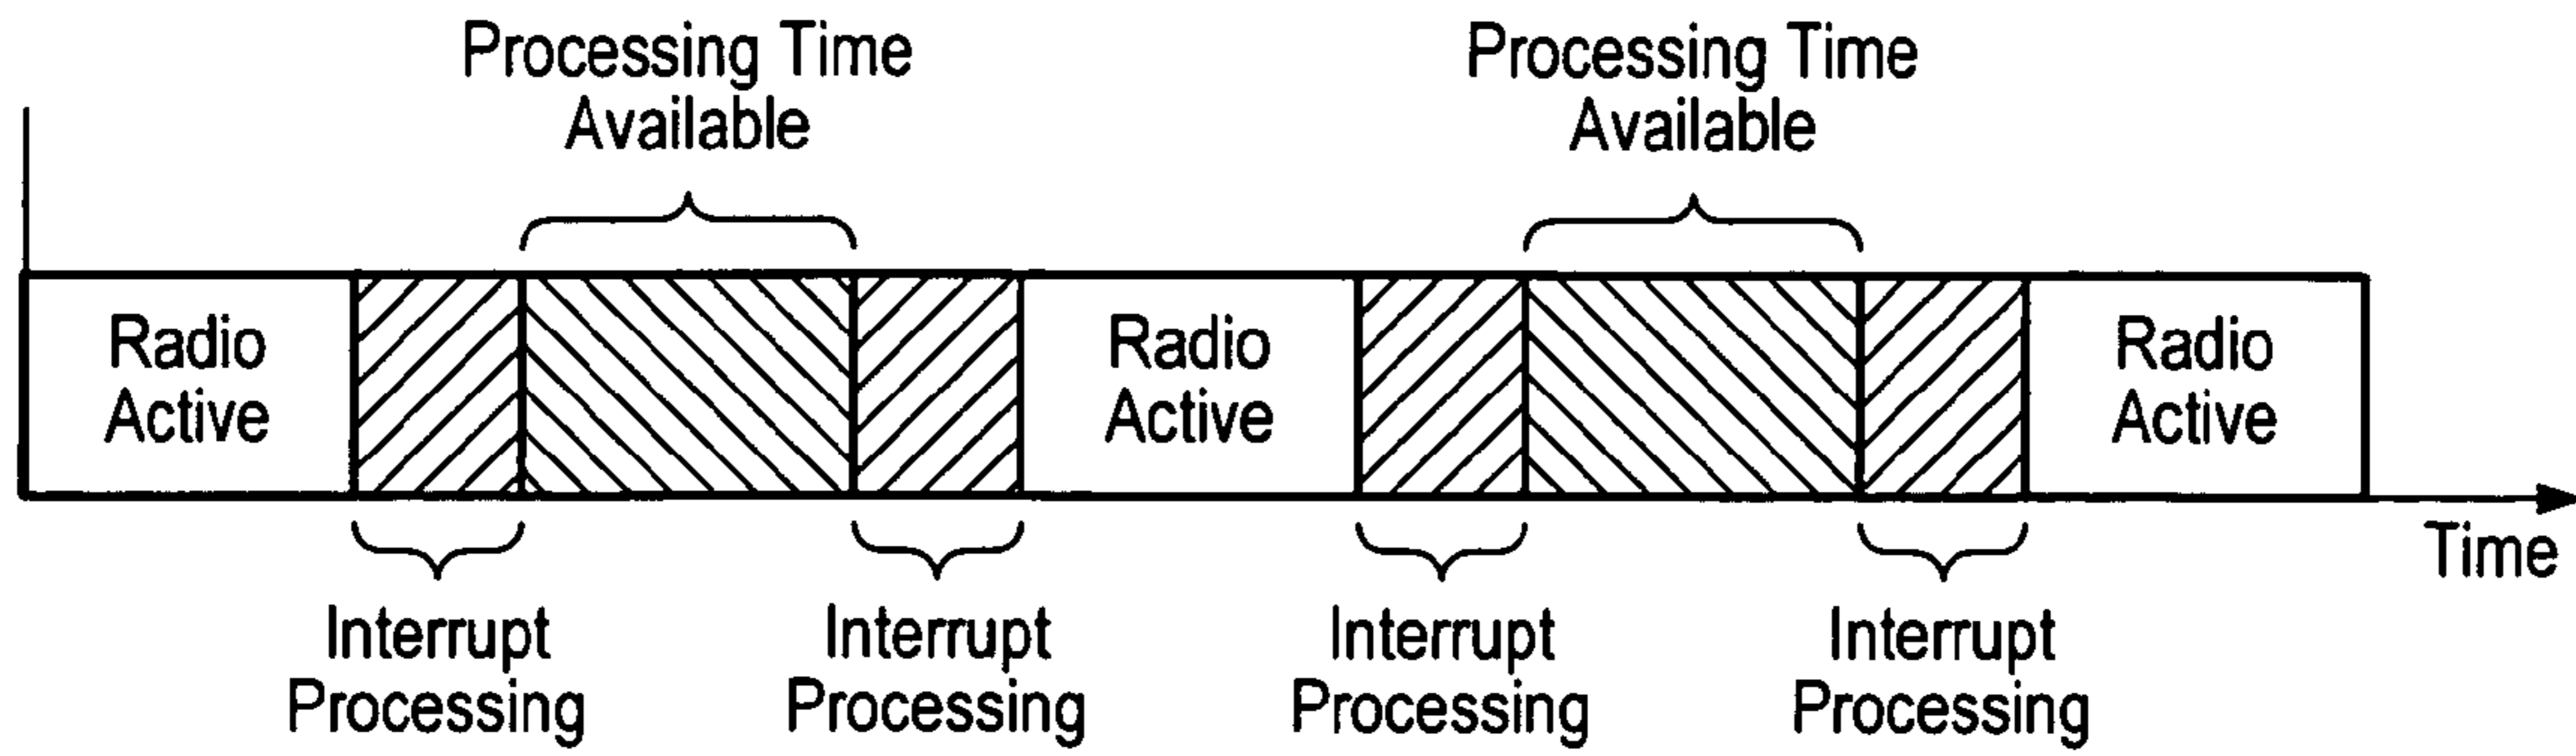 Processing Time
Available
Processing Time
Available
Radio
Active
Radio
Active
Radio
Active
Time
Interrupt
Processing
Interrupt
Processing
Interrupt
Processing
Interrupt
Processing